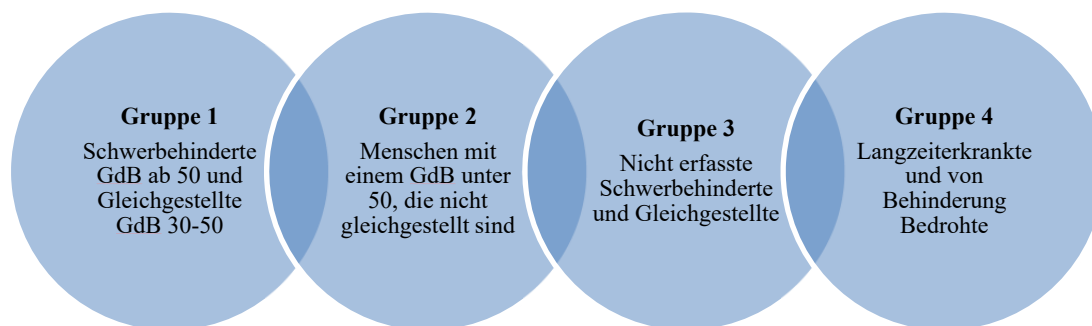 Gruppe 1
Schwerbehinderte
GdB ab 50 und
Gleichgestellte
GdB 30-50
Gruppe 2
Menschen mit
einem GdB unter
50, die nicht
gleichgestellt sind
Gruppe 3
Nicht erfasste
Schwerbehinderte
und Gleichgestellte
Gruppe 4
Langzeiterkrankte
und von
Behinderung
Bedrohte